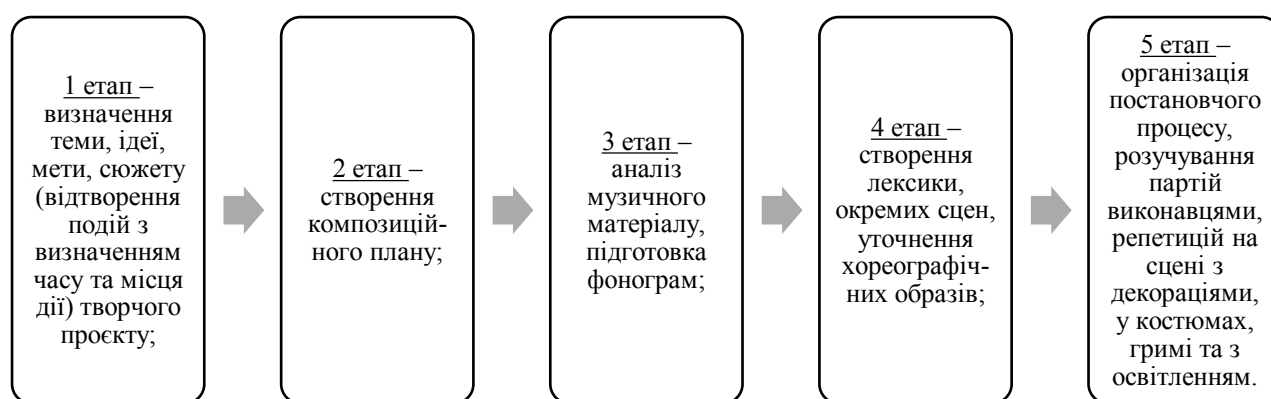 1 етап –
визначення
теми, ідеї,
мети, сюжету
(відтворення
подій з
визначенням
часу та місця
дії) творчого
проєкту;
2 етап –
створення
композицій-
ного плану;
3 етап –
аналіз
музичного
матеріалу,
підготовка
фонограм;
4 етап –
створення
лексики,
окремих сцен,
уточнення
хореографіч-
них образів;
5 етап –
організація
постановчого
процесу,
розучування
партій
виконавцями,
репетицій на
сцені з
декораціями,
у костюмах,
гримі та з
освітленням.